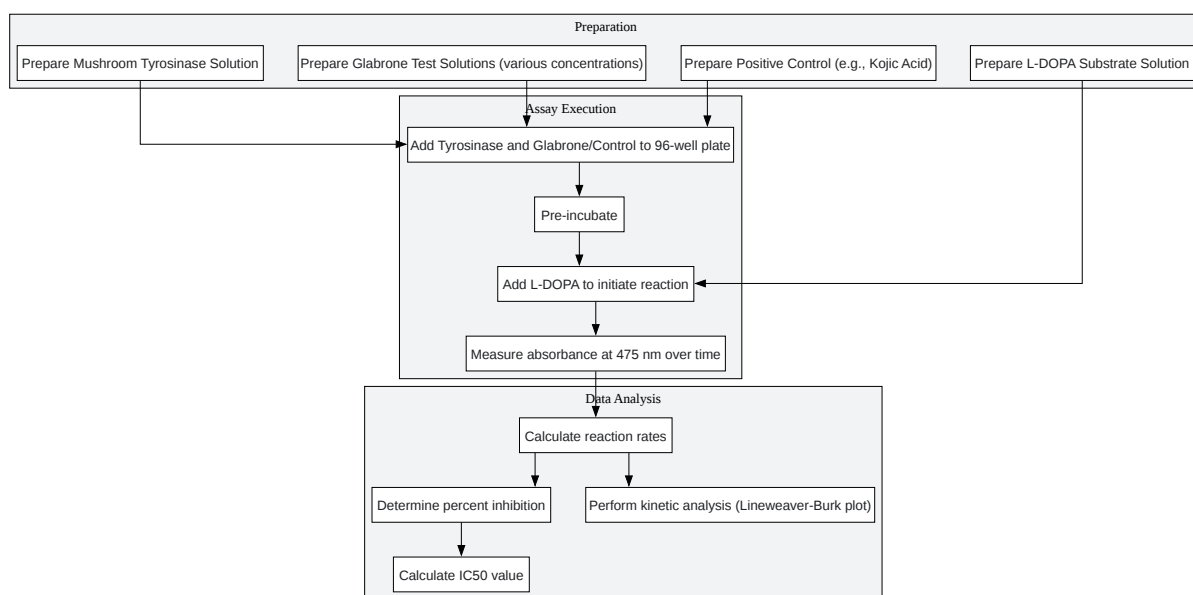 Preparation
Prepare Mushroom Tyrosinase Solution
Prepare Glabrone Test Solutions (various concentrations)
Prepare Positive Control (e.g., Kojic Acid)
Prepare L-DOPA Substrate Solution
Assay Execution
Add Tyrosinase and Glabrone/Control to 96-well plate
Pre-incubate
Add L-DOPA to initiate reaction
Measure absorbance at 475 nm over time
Data Analysis
Calculate reaction rates
Determine percent inhibition
Perform kinetic analysis (Lineweaver-Burk plot)
Calculate IC50 value